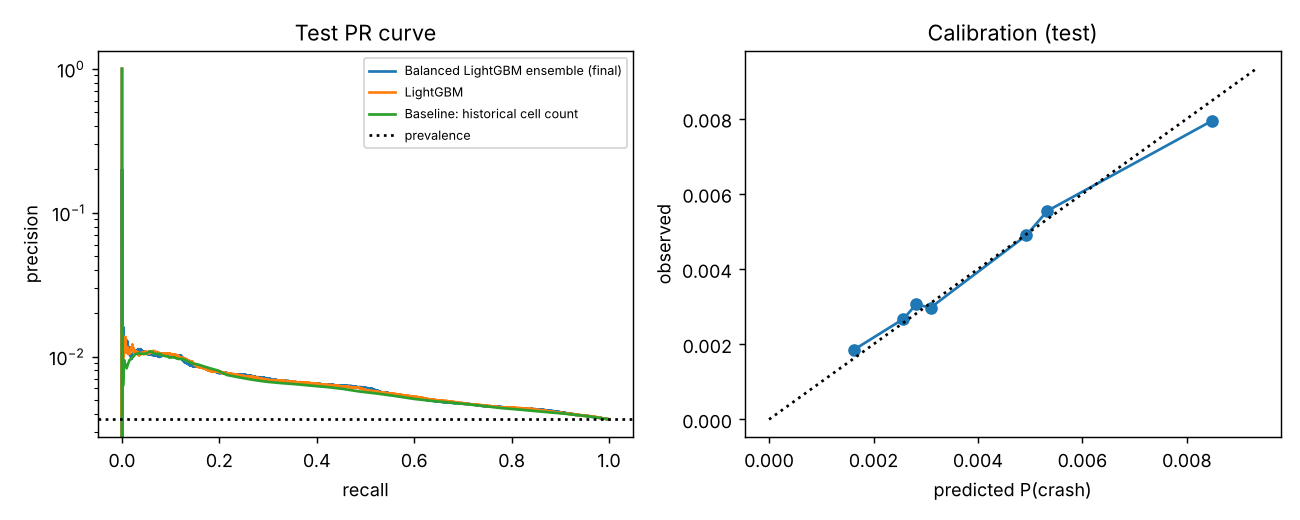 Test PR curve
10⁰
10⁻¹
10⁻²
precision
Balanced LightGBM ensemble (final)
LightGBM
Baseline: historical cell count
prevalence
0.0 0.2 0.4 0.6 0.8 1.0
recall
Calibration (test)
0.008
0.006
0.004
0.002
0.000
observed
0.000 0.002 0.004 0.006 0.008
predicted P(crash)